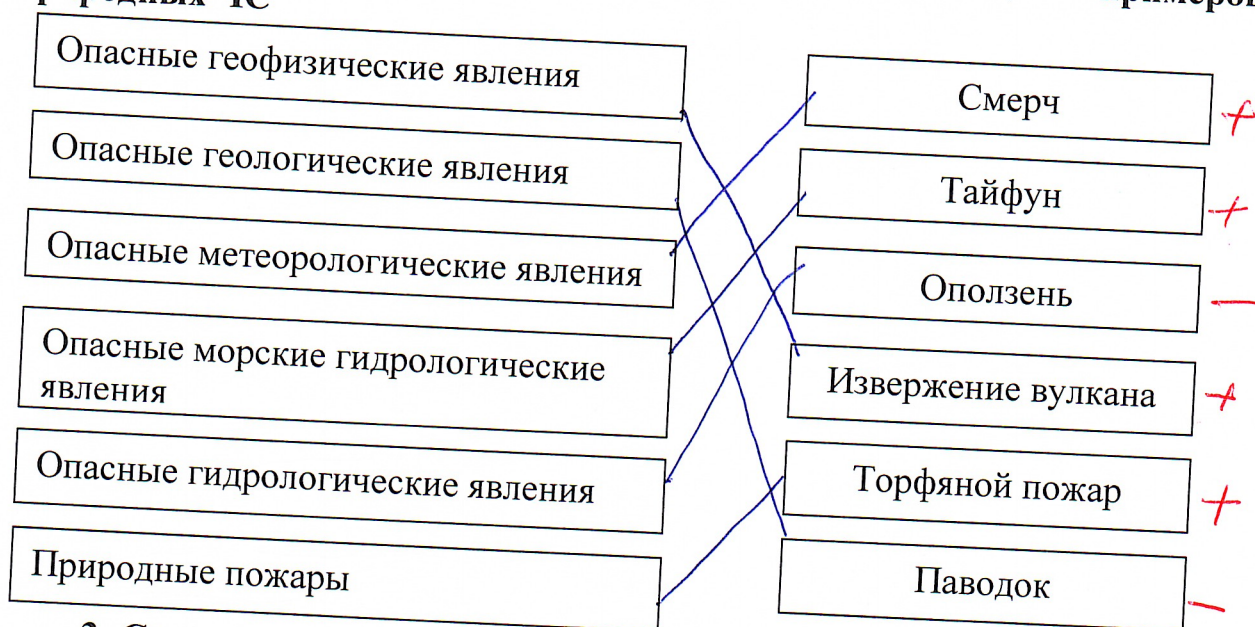 ЧС
Опасные геофизические явления
Смерч +
Опасные геологические явления
Тайфун +
Опасные метеорологические явления
Оползень −
Опасные морские гидрологические
явления
Извержение вулкана +
Опасные гидрологические явления
Торфяной пожар +
Природные пожары
Паводок −